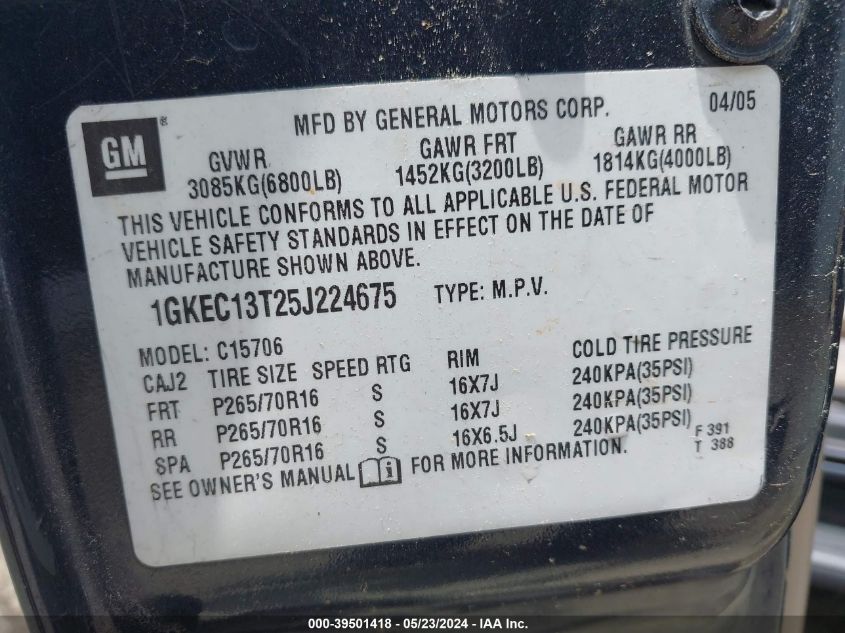 GM ®
MFD BY GENERAL MOTORS CORP. 04/05
GVWR GAWR FRT GAWR RR
3085KG(6800LB) 1452KG(3200LB) 1814KG(4000LB)
THIS VEHICLE CONFORMS TO ALL APPLICABLE U.S. FEDERAL MOTOR
VEHICLE SAFETY STANDARDS IN EFFECT ON THE DATE OF
MANUFACTURE SHOWN ABOVE.
1GKEC13T25J224675 TYPE: M.P.V.
MODEL: C15706
CAJ2 TIRE SIZE SPEED RTG RIM COLD TIRE PRESSURE
FRT P265/70R16 S 16X7J 240KPA(35PSI)
RR P265/70R16 S 16X7J 240KPA(35PSI)
SPA P265/70R16 S 16X6.5J 240KPA(35PSI)
SEE OWNER'S MANUAL i FOR MORE INFORMATION.
F 391
T 388
000-39501418 - 05/23/2024 - IAA Inc.